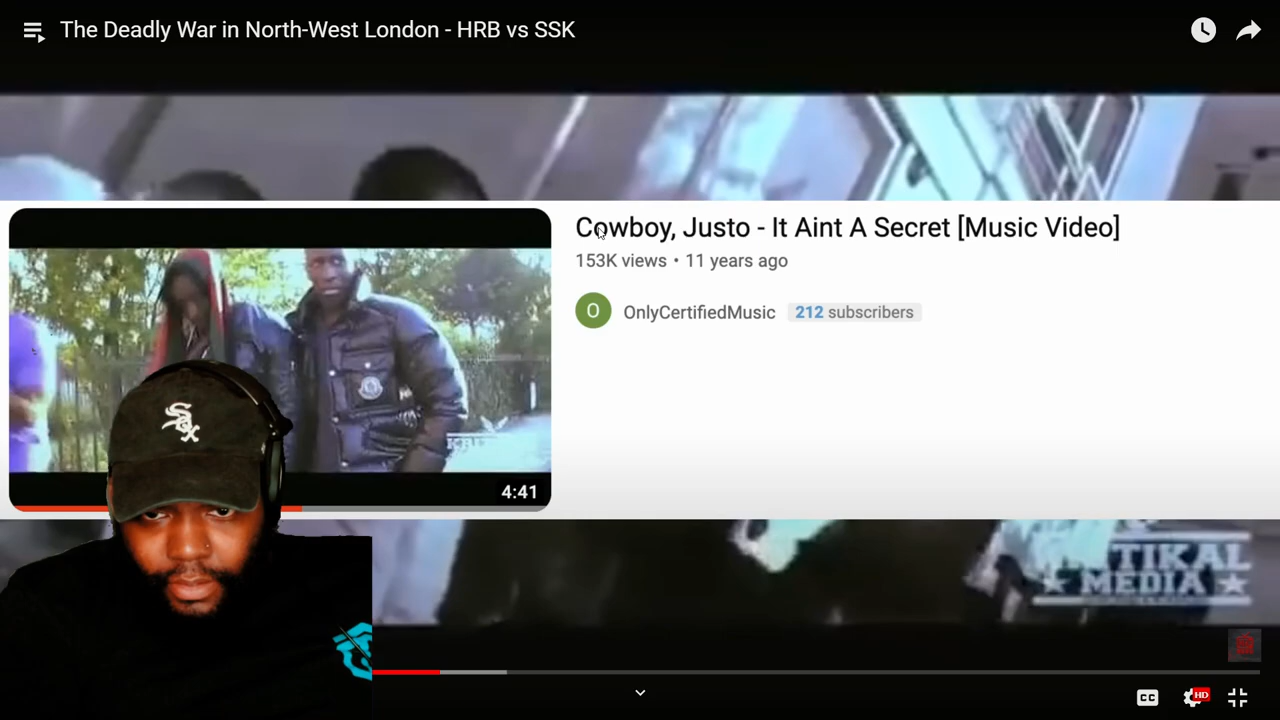 The Deadly War in North-West London - HRB vs SSK
Cowboy, Justo - It Aint A Secret [Music Video]
153K views • 11 years ago
O
OnlyCertifiedMusic 212 subscribers
4:41
Sox
TIKAL
MEDIA
CC
HD